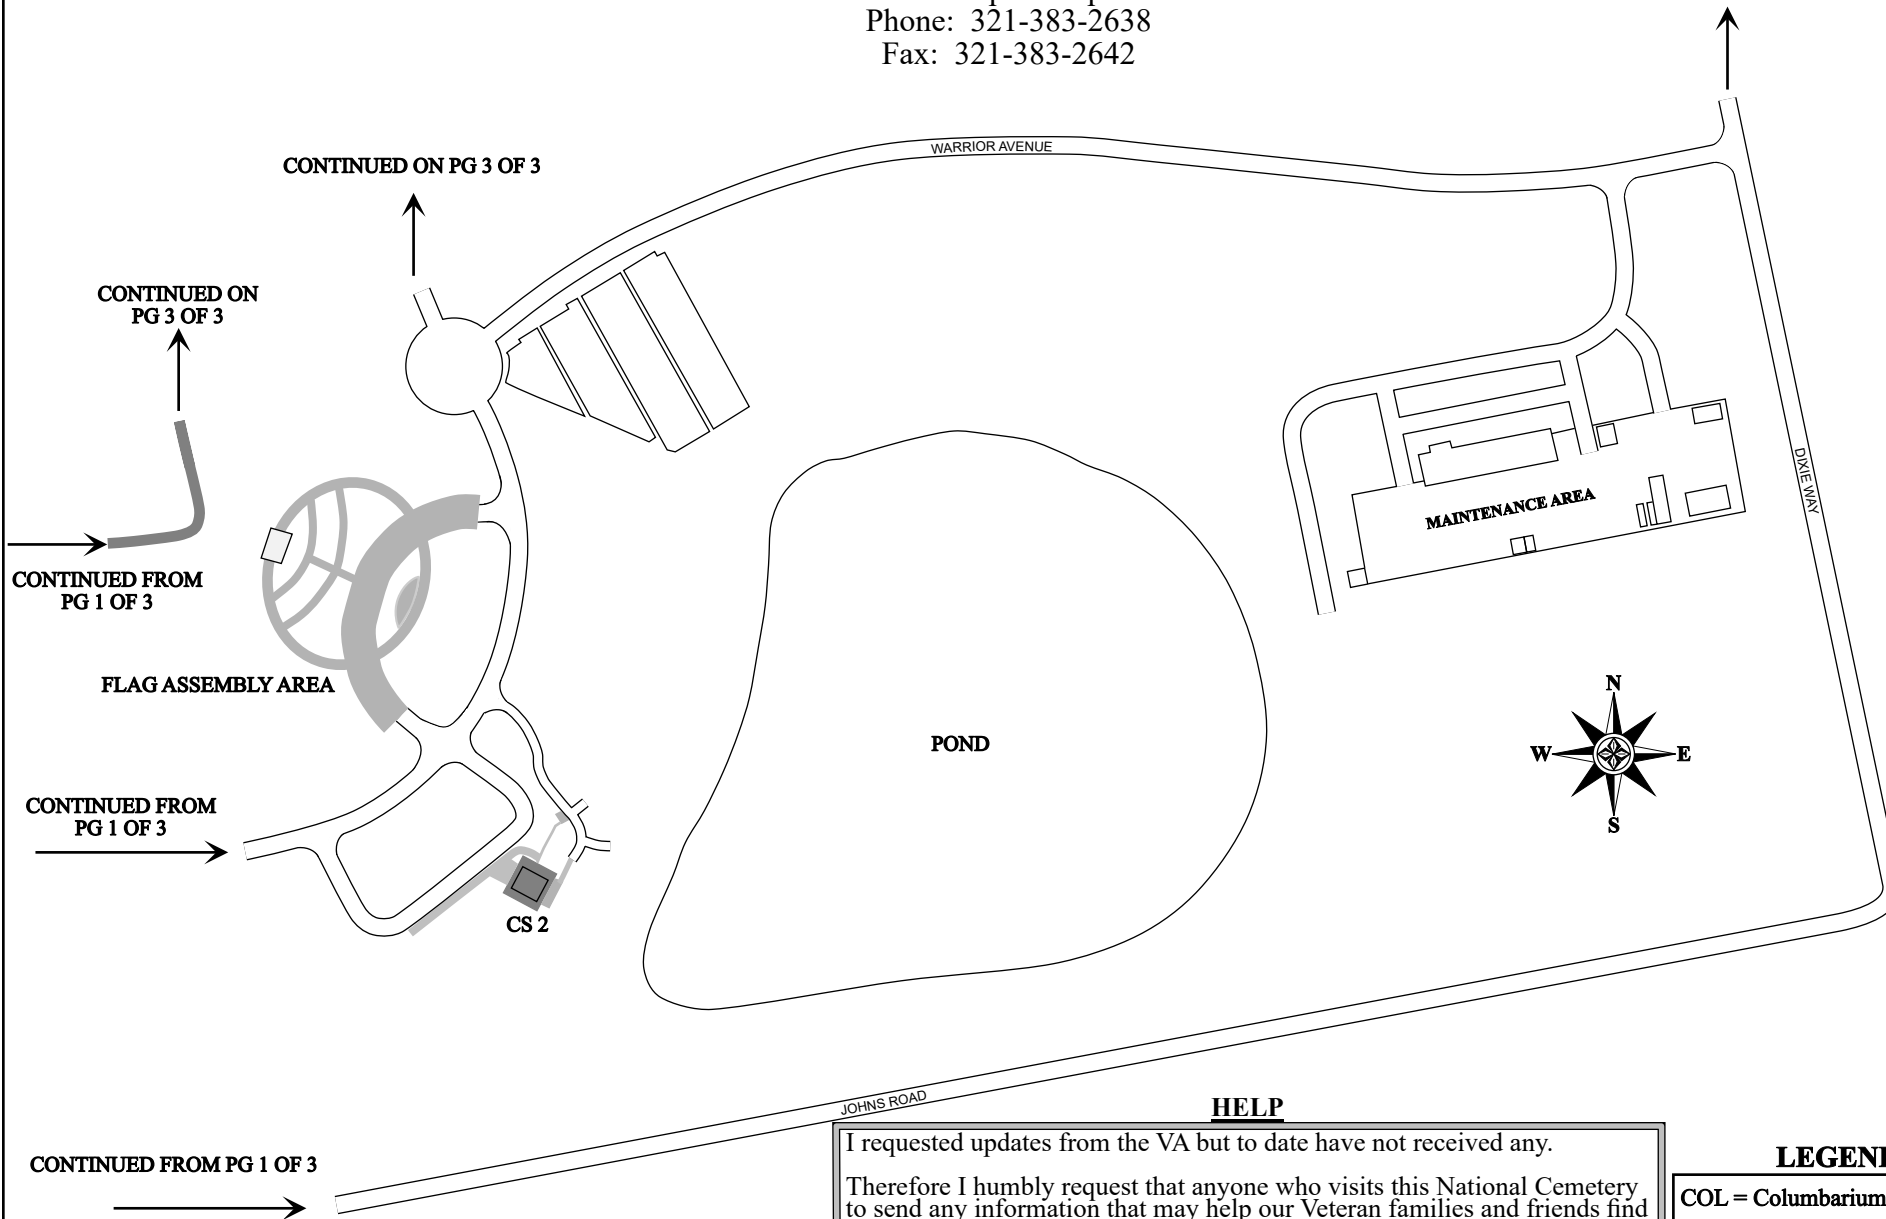 Phone: 321-383-2638
Fax: 321-383-2642
WARRIOR AVENUE
CONTINUED ON PG 3 OF 3
CONTINUED ON
PG 3 OF 3
CONTINUED FROM
PG 1 OF 3
FLAG ASSEMBLY AREA
MAINTENANCE AREA
DIXIE WAY
N
W
E
S
POND
CONTINUED FROM
PG 1 OF 3
CS 2
JOHNS ROAD
CONTINUED FROM PG 1 OF 3
HELP
I requested updates from the VA but to date have not received any.
Therefore I humbly request that anyone who visits this National Cemetery
to send any information that may help our Veteran families and friends find
LEGEN
COL = Columbarium